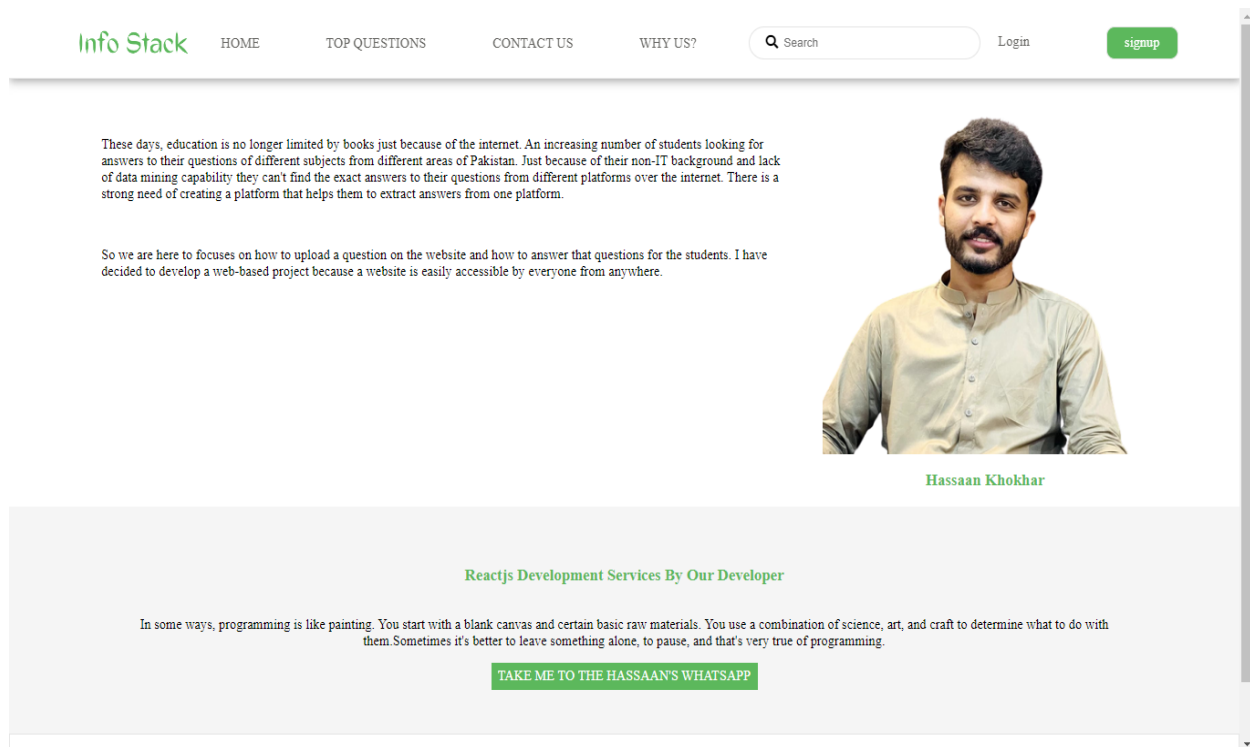 Info Stack HOME TOP QUESTIONS CONTACT US WHY US? Search Login signup
These days, education is no longer limited by books just because of the internet. An increasing number of students looking for
answers to their questions of different subjects from different areas of Pakistan. Just because of their non-IT background and lack
of data mining capability they can't find the exact answers to their questions from different platforms over the internet. There is a
strong need of creating a platform that helps them to extract answers from one platform.
So we are here to focuses on how to upload a question on the website and how to answer that questions for the students. I have
decided to develop a web-based project because a website is easily accessible by everyone from anywhere.
Hassaan Khokhar
Reactjs Development Services By Our Developer
In some ways, programming is like painting. You start with a blank canvas and certain basic raw materials. You use a combination of science, art, and craft to determine what to do with
them.Sometimes it's better to leave something alone, to pause, and that's very true of programming.
TAKE ME TO THE HASSAAN'S WHATSAPP